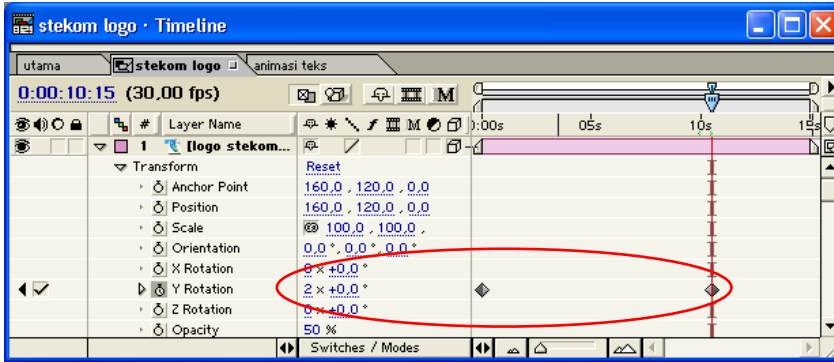 stekom logo · Timeline
utama stekom logo animasi teks
0:00:10:15 (30,00 fps) M
# Layer Name M :00s 05s 10s 15s
1 [logo stekom...
Transform Reset
Anchor Point 160,0 , 120,0 , 0,0
Position 160,0 , 120,0 , 0,0
Scale 100,0 , 100,0 ,
Orientation 0,0 °, 0,0 °, 0,0 °
X Rotation 0 × +0,0 °
Y Rotation 2 × +0,0 °
Z Rotation 0 × +0,0 °
Opacity 50 %
Switches / Modes